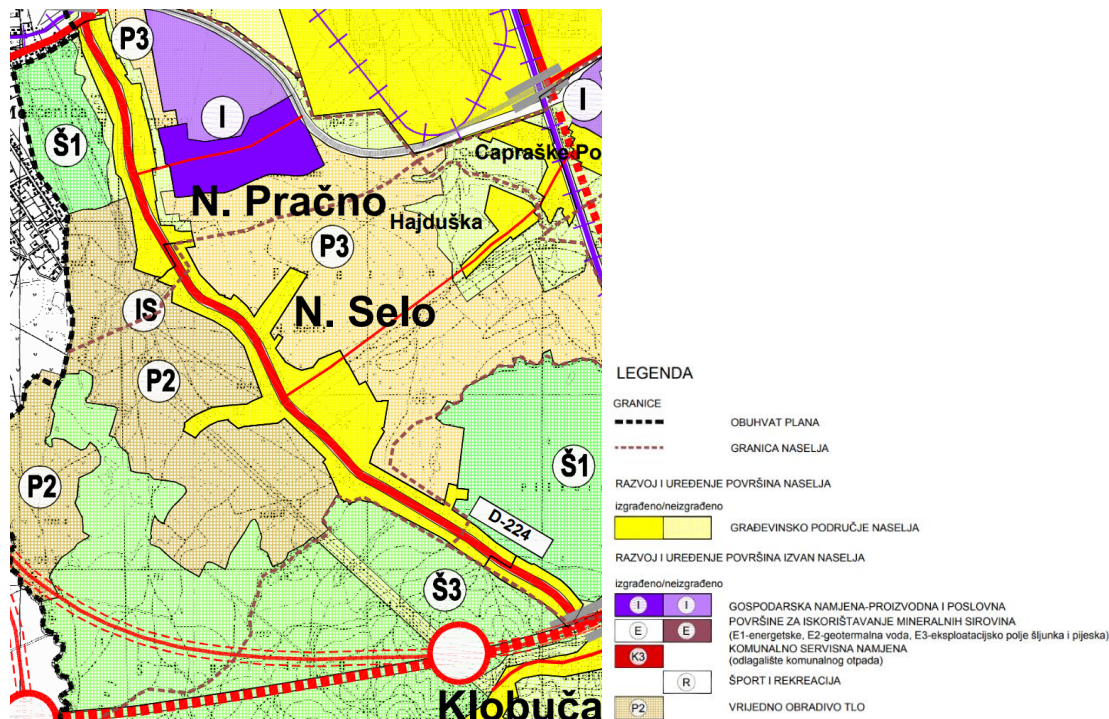 P3
I
I
Š1
Capraške Po
N. Pračno
Hajduška
P3
IS
N. Selo
P2
Š1
P2
D-224
Š3
Klobuča
LEGENDA
GRANICE
OBUHVAT PLANA
GRANICA NASELJA
RAZVOJ I UREĐENJE POVRŠINA NASELJA
izgrađeno/neizgrađeno
GRAĐEVINSKO PODRUČJE NASELJA
RAZVOJ I UREĐENJE POVRŠINA IZVAN NASELJA
izgrađeno/neizgrađeno
I I GOSPODARSKA NAMJENA-PROIZVODNA I POSLOVNA
E E POVRŠINE ZA ISKORIŠTAVANJE MINERALNIH SIROVINA
(E1-energetske, E2-geotermalna voda, E3-eksploatacijsko polje šljunka i pijeska)
K3 KOMUNALNO SERVISNA NAMJENA
(odlagalište komunalnog otpada)
R ŠPORT I REKREACIJA
P2 VRIJEDNO OBRADIVO TLO